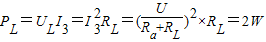 P_L = U_L I_3 = I_3^2 R_L = (U / (R_a + R_L))^2 × R_L = 2W